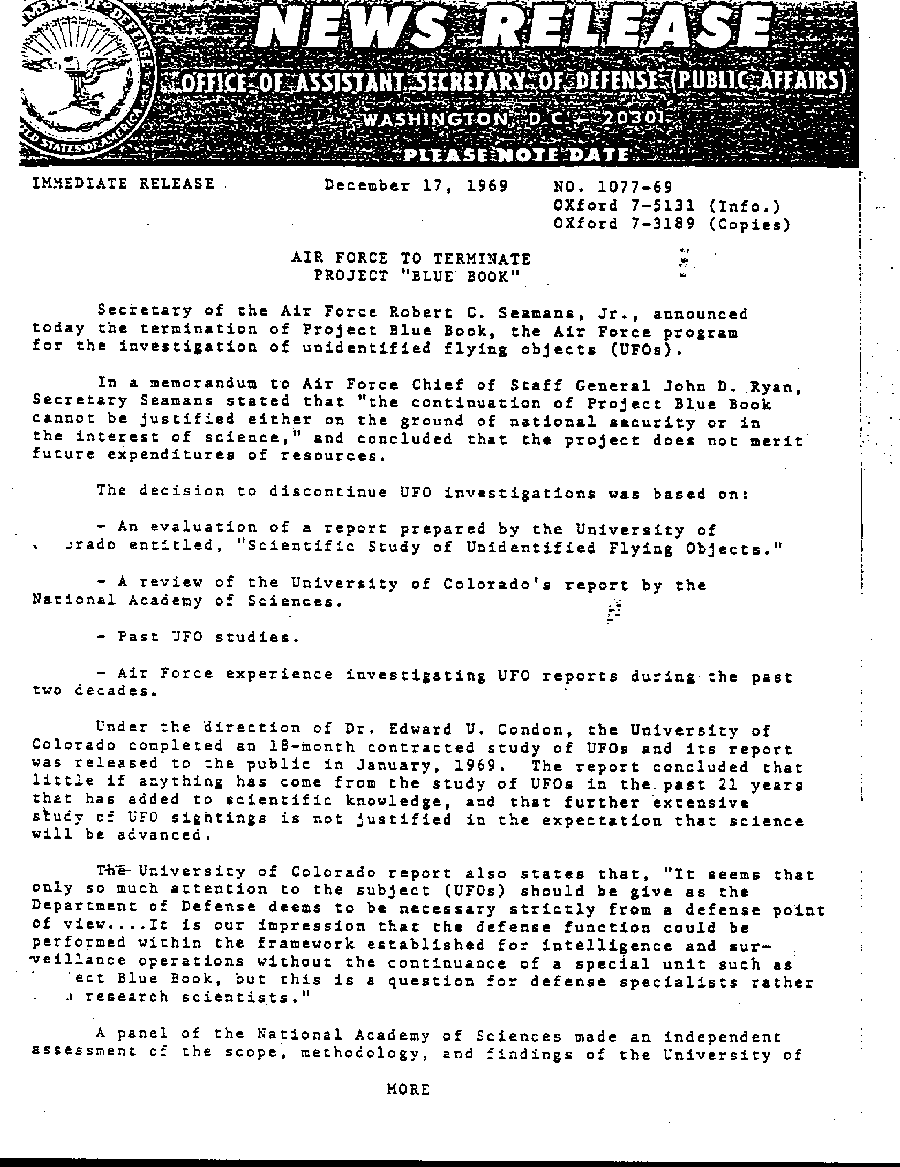 NEWS RELEASE
OFFICE OF ASSISTANT SECRETARY OF DEFENSE (PUBLIC AFFAIRS)
WASHINGTON, D.C. - 20301
PLEASE NOTE DATE
IMMEDIATE RELEASE December 17, 1969 NO. 1077-69
OXford 7-5131 (Info.)
OXford 7-3189 (Copies)
AIR FORCE TO TERMINATE
PROJECT "BLUE BOOK"
Secretary of the Air Force Robert C. Seamans, Jr., announced
today the termination of Project Blue Book, the Air Force program
for the investigation of unidentified flying objects (UFOs).
In a memorandum to Air Force Chief of Staff General John D. Ryan,
Secretary Seamans stated that "the continuation of Project Blue Book
cannot be justified either on the ground of national security or in
the interest of science," and concluded that the project does not merit
future expenditures of resources.
The decision to discontinue UFO investigations was based on:
- An evaluation of a report prepared by the University of
rado entitled, "Scientific Study of Unidentified Flying Objects."
- A review of the University of Colorado's report by the
National Academy of Sciences.
- Past UFO studies.
- Air Force experience investigating UFO reports during the past
two decades.
Under the direction of Dr. Edward U. Condon, the University of
Colorado completed an 18-month contracted study of UFOs and its report
was released to the public in January, 1969. The report concluded that
little if anything has come from the study of UFOs in the past 21 years
that has added to scientific knowledge, and that further extensive
study of UFO sightings is not justified in the expectation that science
will be advanced.
The University of Colorado report also states that, "It seems that
only so much attention to the subject (UFOs) should be give as the
Department of Defense deems to be necessary strictly from a defense point
of view....It is our impression that the defense function could be
performed within the framework established for intelligence and sur-
veillance operations without the continuance of a special unit such as
ect Blue Book, but this is a question for defense specialists rather
research scientists."
A panel of the National Academy of Sciences made an independent
assessment of the scope, methodology, and findings of the University of
MORE